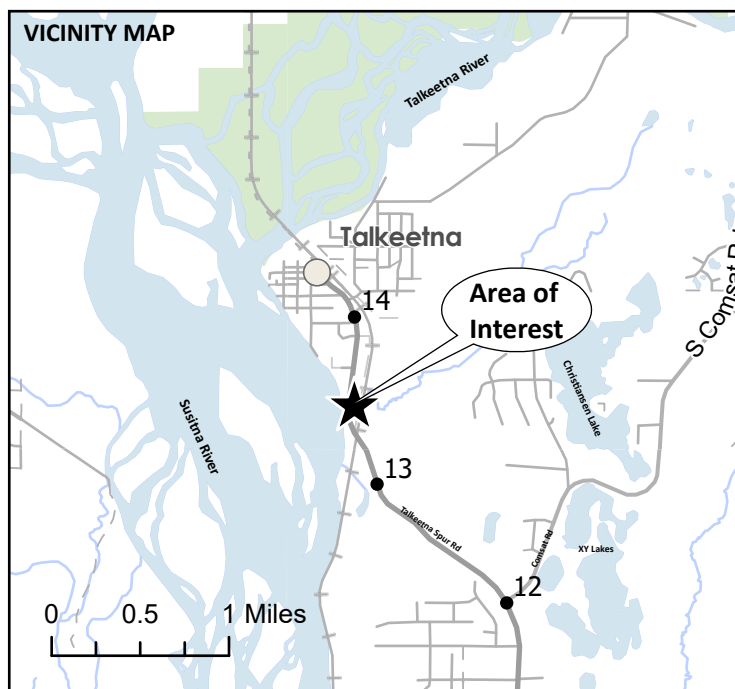 VICINITY MAP
Talkeetna River
Talkeetna
14
Area of
Interest
S Comsat R
Christiansen Lake
Susitna River
13
Talkeetna Spur Rd
Comsat Rd
XY Lakes
12
0 0.5 1 Miles